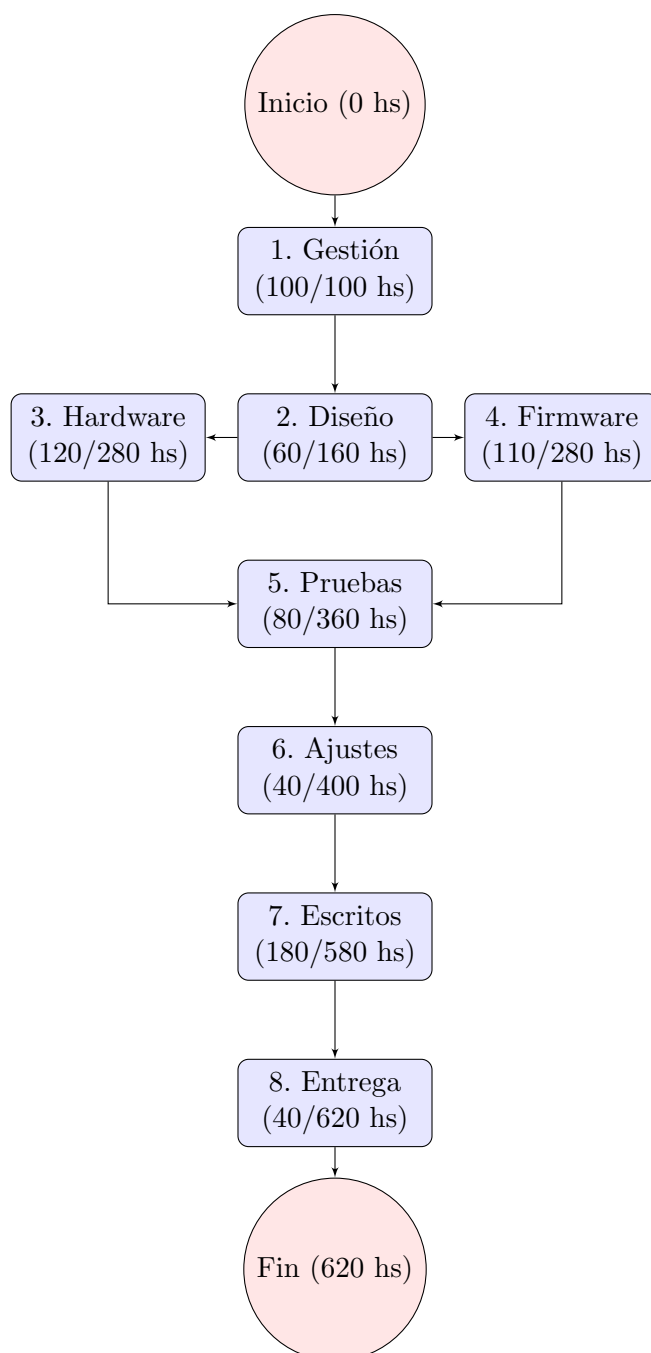 Inicio (0 hs)
1. Gestión
(100/100 hs)
3. Hardware
(120/280 hs)
2. Diseño
(60/160 hs)
4. Firmware
(110/280 hs)
5. Pruebas
(80/360 hs)
6. Ajustes
(40/400 hs)
7. Escritos
(180/580 hs)
8. Entrega
(40/620 hs)
Fin (620 hs)